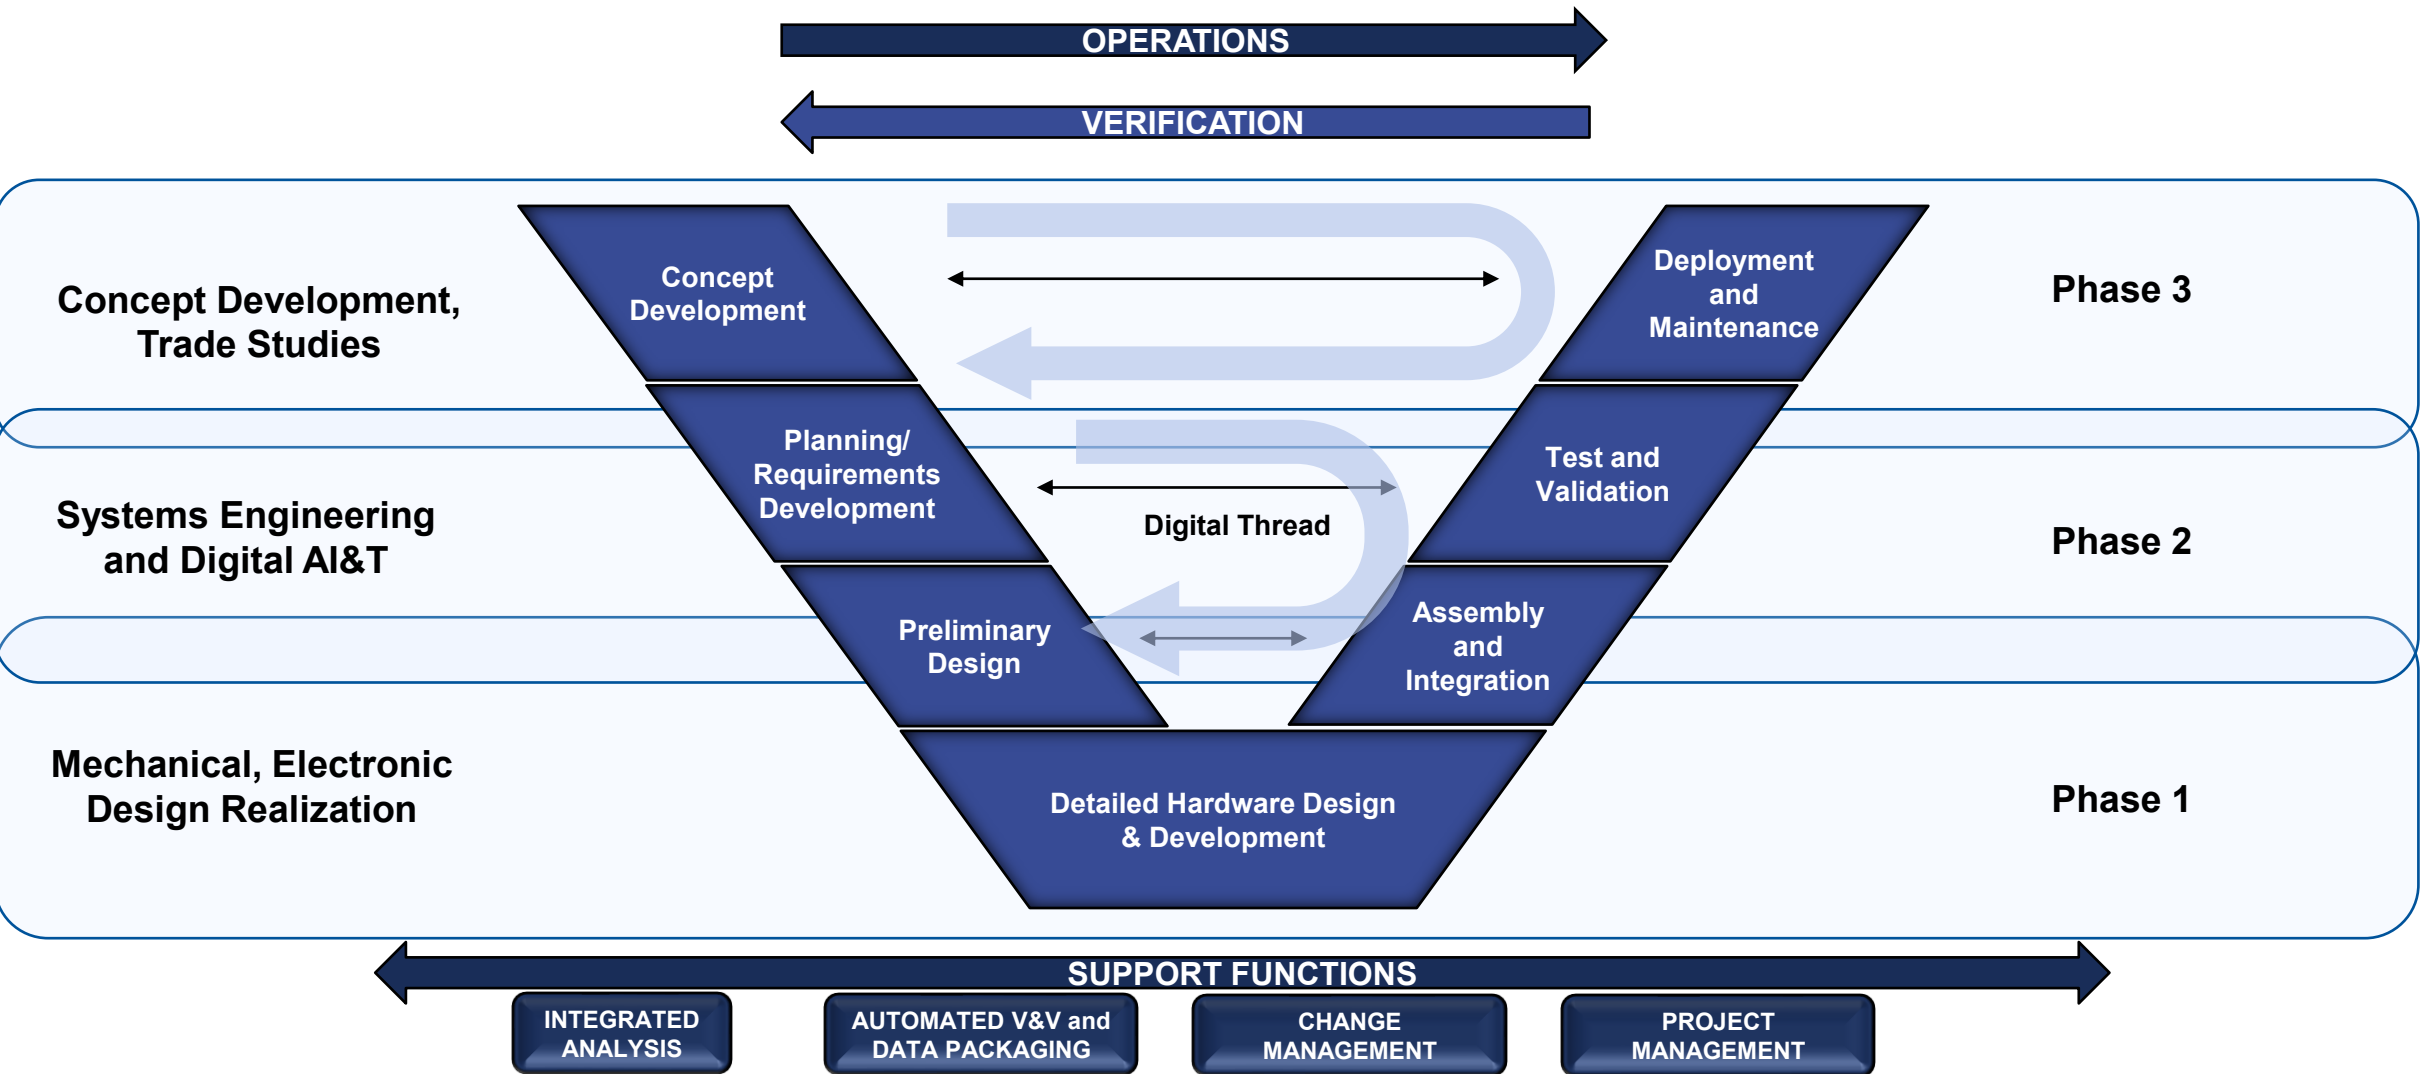 OPERATIONS
VERIFICATION
Concept Development,
Trade Studies
Concept
Development
Deployment
and
Maintenance
Phase 3
Planning/
Requirements
Development
Test and
Validation
Systems Engineering
and Digital AI&T
Digital Thread
Phase 2
Preliminary
Design
Assembly
and
Integration
Mechanical, Electronic
Design Realization
Detailed Hardware Design
& Development
Phase 1
SUPPORT FUNCTIONS
INTEGRATED
ANALYSIS
AUTOMATED V&V and
DATA PACKAGING
CHANGE
MANAGEMENT
PROJECT
MANAGEMENT